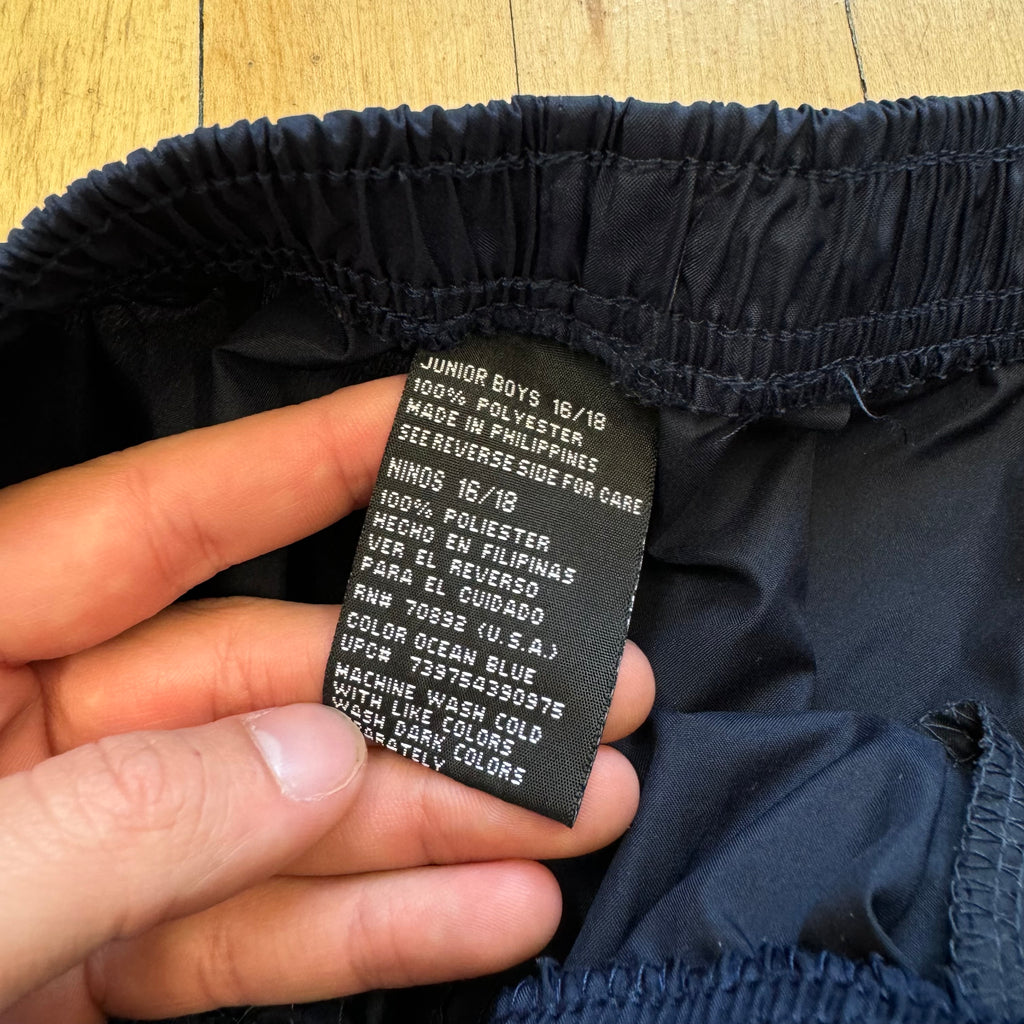 JUNIOR BOYS 16/18
100% POLYESTER
MADE IN PHILIPPINES
SEE REVERSE SIDE FOR CARE
NINOS 16/18
100% POLIESTER
HECHO EN FILIPINAS
VER EL REVERSO
PARA EL CUIDADO
RN# 70892 (U.S.A.)
COLOR OCEAN BLUE
UPC# 739754390975
MACHINE WASH COLD
WITH LIKE COLORS
WASH DARK COLORS